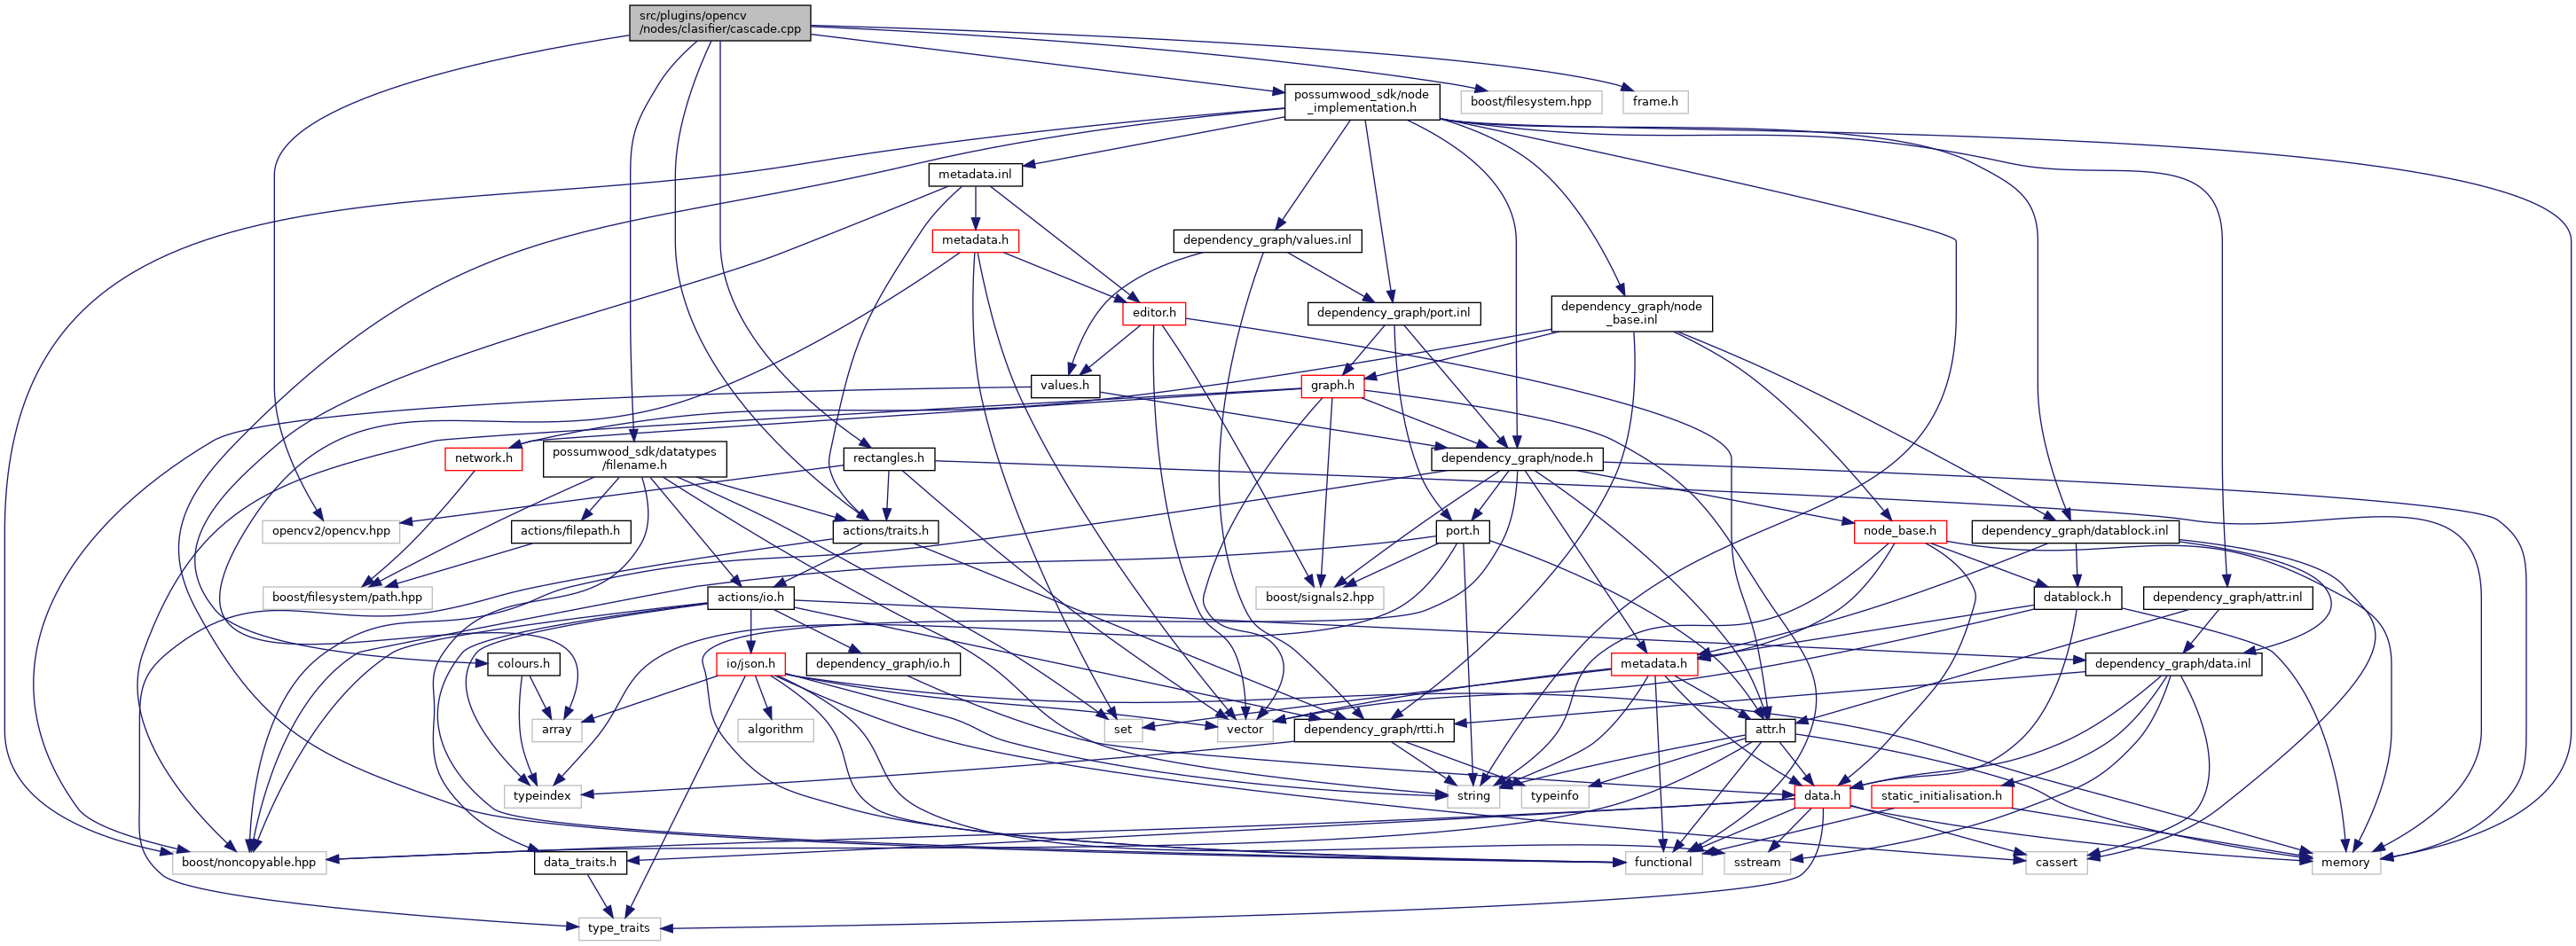 src/plugins/opencv
/nodes/clasifier/cascade.cpp
possumwood_sdk/node
_implementation.h
boost/filesystem.hpp
frame.h
metadata.inl
metadata.h
dependency_graph/values.inl
editor.h
dependency_graph/port.inl
dependency_graph/node
_base.inl
values.h
graph.h
network.h
possumwood_sdk/datatypes
/filename.h
rectangles.h
dependency_graph/node.h
opencv2/opencv.hpp
actions/filepath.h
actions/traits.h
port.h
node_base.h
dependency_graph/datablock.inl
boost/filesystem/path.hpp
actions/io.h
boost/signals2.hpp
datablock.h
dependency_graph/attr.inl
colours.h
io/json.h
dependency_graph/io.h
metadata.h
dependency_graph/data.inl
array
algorithm
set
vector
dependency_graph/rtti.h
attr.h
typeindex
string
typeinfo
data.h
static_initialisation.h
boost/noncopyable.hpp
data_traits.h
functional
sstream
cassert
memory
type_traits